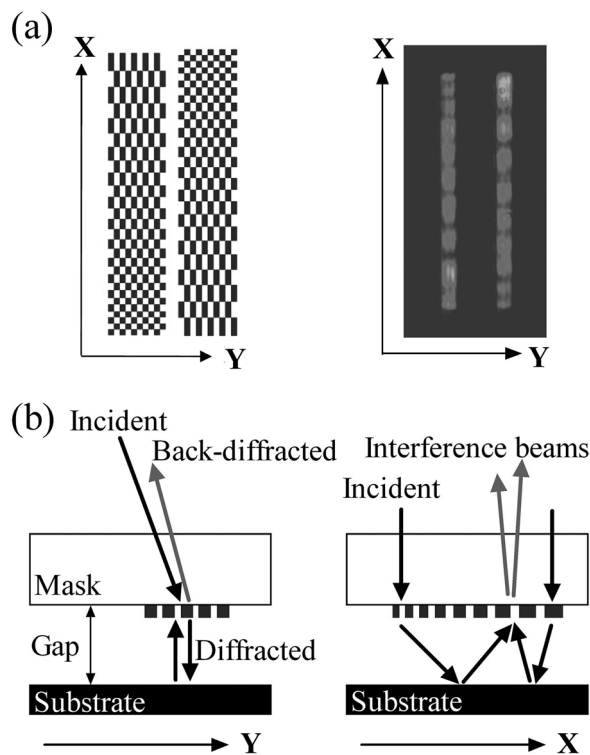 (a)
X
Y
X
Y
(b)
Incident
Back-diffracted
Mask
Gap
Diffracted
Substrate
Y
Interference beams
Incident
Substrate
X